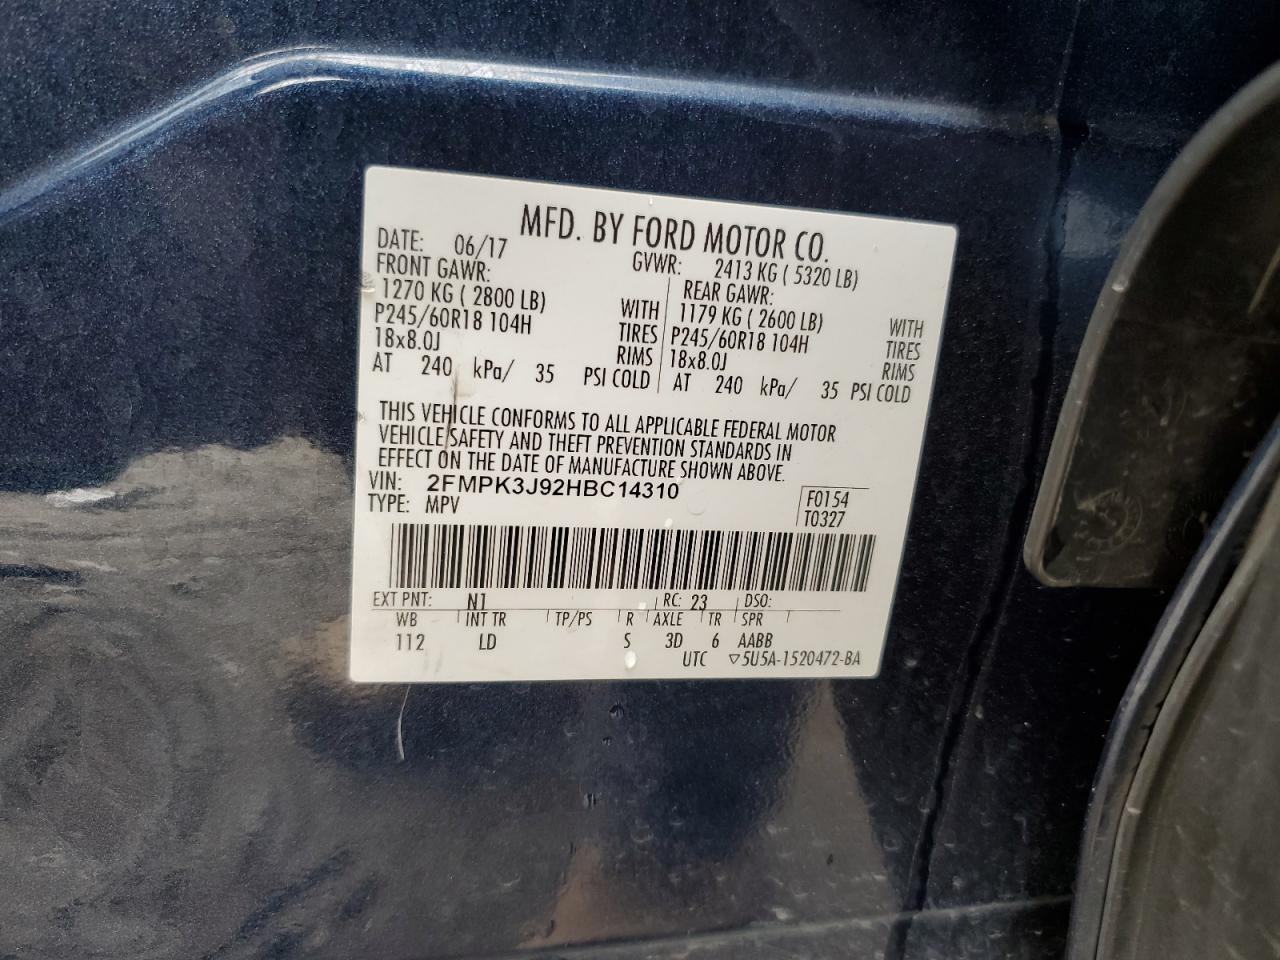 MFD. BY FORD MOTOR CO.
DATE: 06/17 GVWR: 2413 KG ( 5320 LB)
FRONT GAWR: REAR GAWR:
1270 KG ( 2800 LB) WITH 1179 KG ( 2600 LB) WITH
P245/60R18 104H TIRES P245/60R18 104H TIRES
18x8.0J RIMS 18x8.0J RIMS
AT 240 kPa/ 35 PSI COLD AT 240 kPa/ 35 PSI COLD
THIS VEHICLE CONFORMS TO ALL APPLICABLE FEDERAL MOTOR
VEHICLE SAFETY AND THEFT PREVENTION STANDARDS IN
EFFECT ON THE DATE OF MANUFACTURE SHOWN ABOVE.
VIN: 2FMPK3J92HBC14310 F0154
TYPE: MPV T0327
EXT PNT: N1 RC: 23 DSO:
WB INT TR TP/PS R AXLE TR SPR
112 LD S 3D 6 AABB
UTC ▽5U5A-1520472-BA